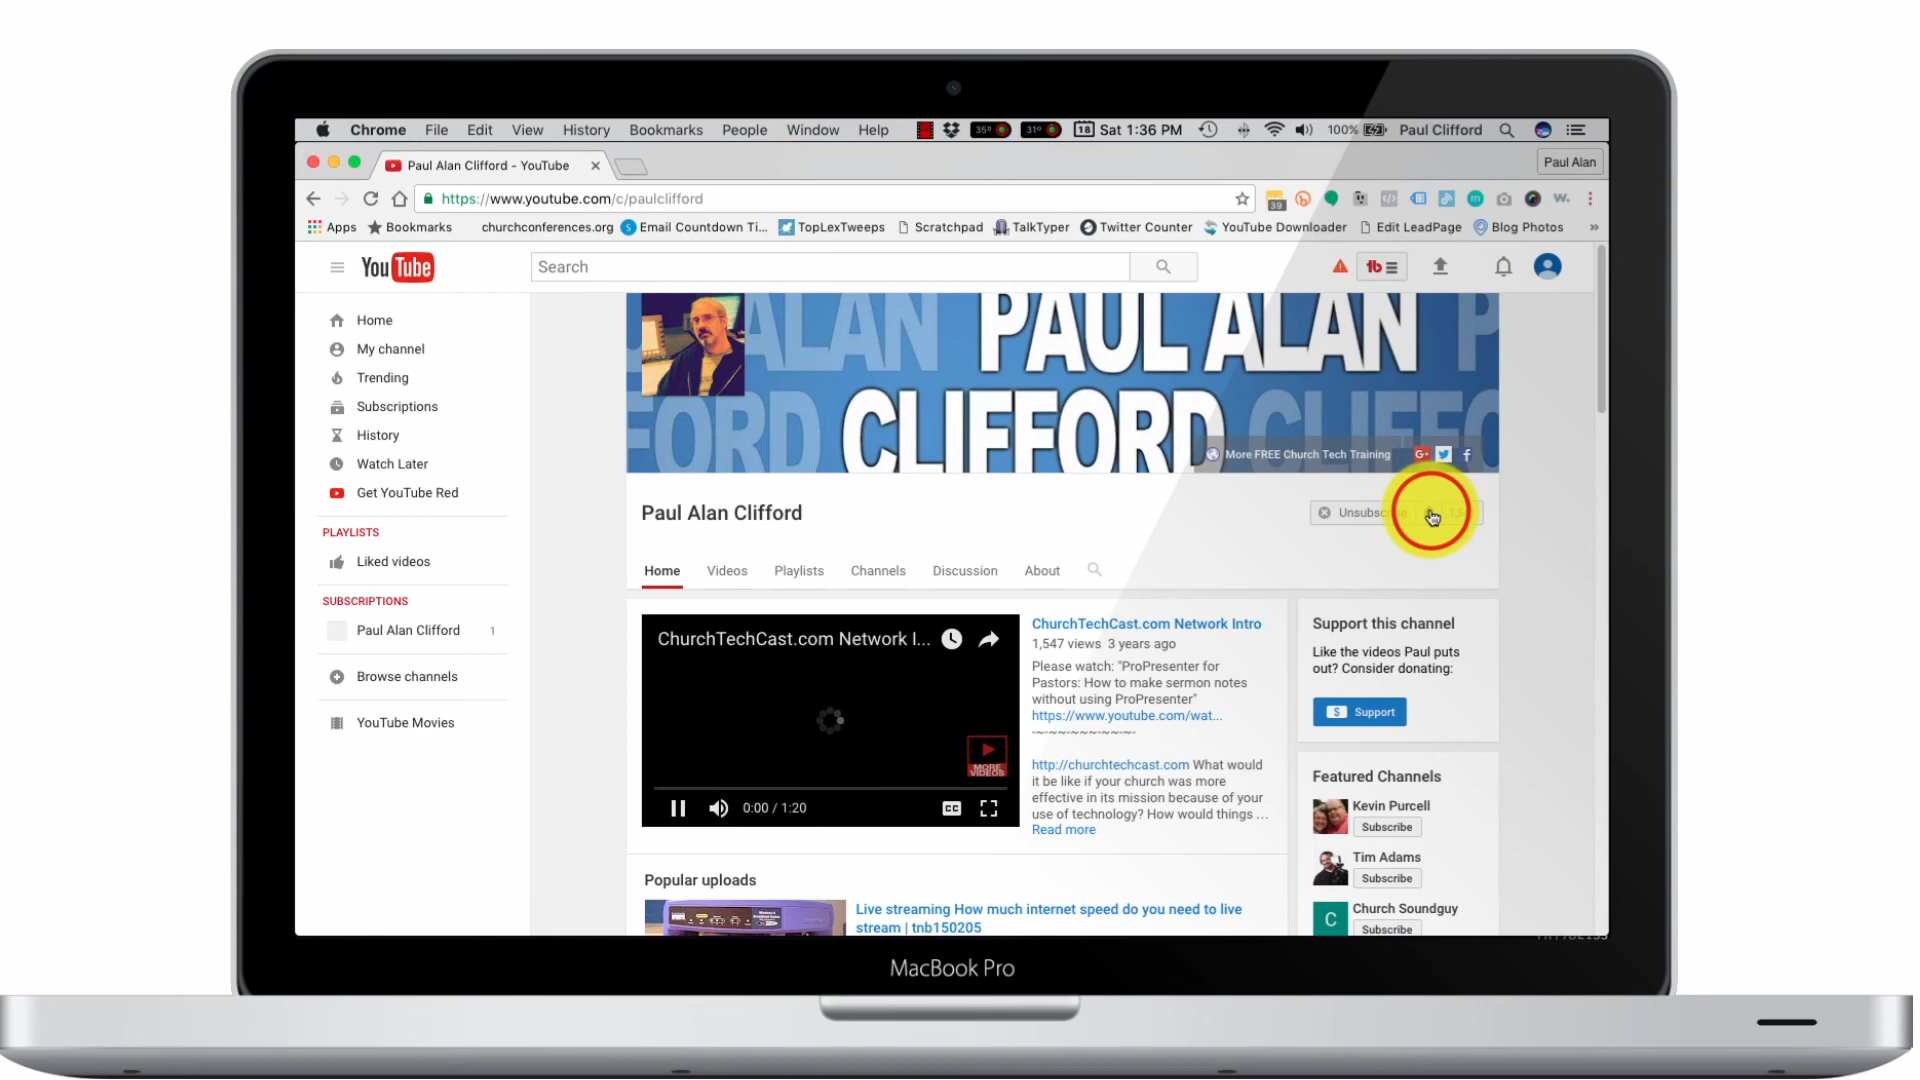 Chrome File Edit View History Bookmarks People Window Help 35° 31° 18 Sat 1:36 PM 100% Paul Clifford
Paul Alan Clifford - YouTube Paul Alan
https://www.youtube.com/c/paulclifford 39 w.
Apps Bookmarks churchconferences.org Email Countdown Ti... TopLexTweeps Scratchpad TalkTyper Twitter Counter YouTube Downloader Edit LeadPage Blog Photos »
YouTube Search
Home
My channel
Trending
Subscriptions
History
Watch Later
Get YouTube Red
PLAYLISTS
Liked videos
SUBSCRIPTIONS
Paul Alan Clifford 1
Browse channels
YouTube Movies
ALAN PAUL ALAN P
FORD CLIFFORD CLIFFO
More FREE Church Tech Training G+ f
Paul Alan Clifford
Home Videos Playlists Channels Discussion About
ChurchTechCast.com Network I...
MORE
VIDEOS
0:00 / 1:20 CC
ChurchTechCast.com Network Intro
1,547 views 3 years ago
Please watch: "ProPresenter for
Pastors: How to make sermon notes
without using ProPresenter"
https://www.youtube.com/wat...
-~-~~-~~~-~~-~-
http://churchtechcast.com What would
it be like if your church was more
effective in its mission because of your
use of technology? How would things ...
Read more
Popular uploads
Live streaming How much internet speed do you need to live
stream | tnb150205
Support this channel
Like the videos Paul puts
out? Consider donating:
$ Support
Featured Channels
Kevin Purcell
Subscribe
Tim Adams
Subscribe
C Church Soundguy
Subscribe
MacBook Pro